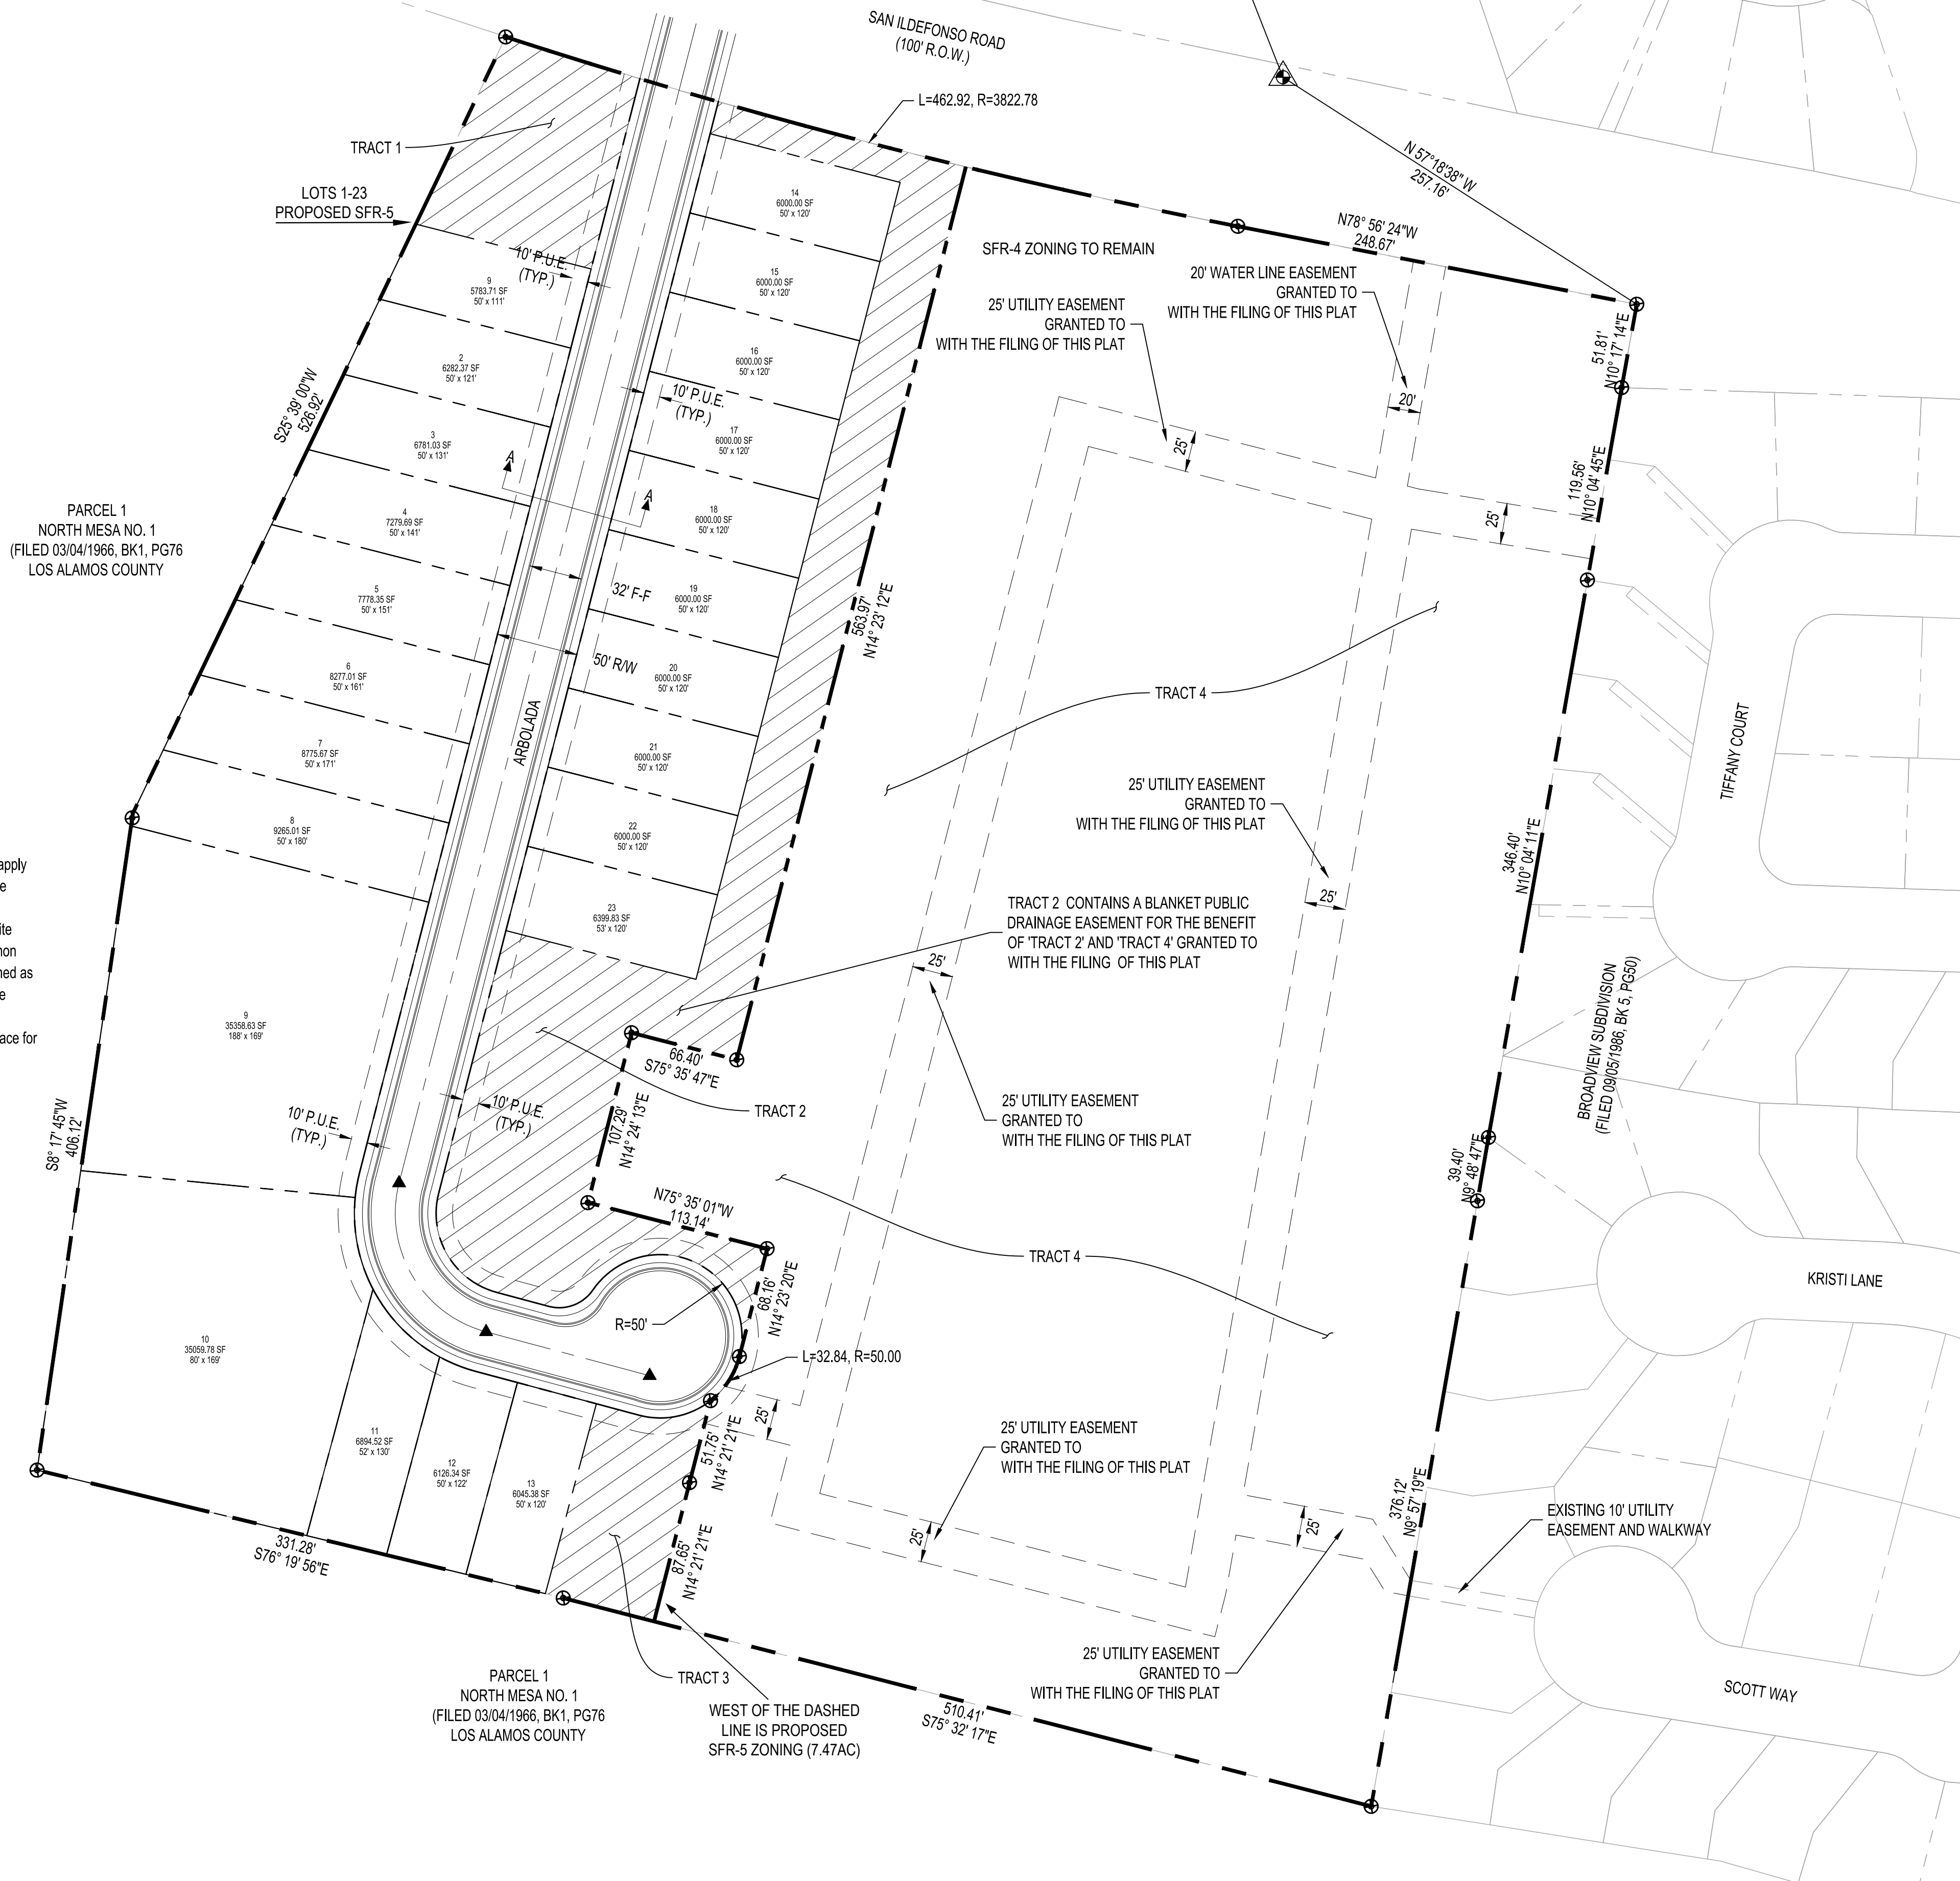 SAN ILDEFONSO ROAD
(100' R.O.W.)
L=462.92, R=3822.78
TRACT 1
LOTS 1-23
PROPOSED SFR-5
N 57°18'38" W
257.16'
N78° 56' 24"W
248.67'
SFR-4 ZONING TO REMAIN
20' WATER LINE EASEMENT
GRANTED TO
WITH THE FILING OF THIS PLAT
25' UTILITY EASEMENT
GRANTED TO
WITH THE FILING OF THIS PLAT
51.81'
N10° 17' 14"E
119.56'
N10° 04' 45"E
20'
25'
25'
10' P.U.E.
(TYP.)
9
5783.71 SF
50' x 111'
2
6282.37 SF
50' x 121'
3
6781.03 SF
50' x 131'
4
7279.69 SF
50' x 141'
5
7778.35 SF
50' x 151'
6
8277.01 SF
50' x 161'
7
8775.67 SF
50' x 171'
8
9265.01 SF
50' x 180'
9
35358.63 SF
188' x 169'
10
35059.78 SF
80' x 169'
11
6894.52 SF
52' x 130'
12
6126.34 SF
50' x 122'
13
6045.38 SF
50' x 120'
14
6000.00 SF
50' x 120'
15
6000.00 SF
50' x 120'
16
6000.00 SF
50' x 120'
10' P.U.E.
(TYP.)
17
6000.00 SF
50' x 120'
18
6000.00 SF
50' x 120'
19
6000.00 SF
50' x 120'
20
6000.00 SF
50' x 120'
21
6000.00 SF
50' x 120'
22
6000.00 SF
50' x 120'
23
6399.83 SF
53' x 120'
A
A
32' F-F
50' R/W
ARBOLADA
S25° 39' 00"W
526.92'
PARCEL 1
NORTH MESA NO. 1
(FILED 03/04/1966, BK1, PG76
LOS ALAMOS COUNTY
apply
e
ite
non
ned as
e
ace for
S8° 17' 45"W
406.12'
563.97'
N14° 23' 12"E
TRACT 4
25' UTILITY EASEMENT
GRANTED TO
WITH THE FILING OF THIS PLAT
25'
TRACT 2 CONTAINS A BLANKET PUBLIC
DRAINAGE EASEMENT FOR THE BENEFIT
OF 'TRACT 2' AND 'TRACT 4' GRANTED TO
WITH THE FILING OF THIS PLAT
25'
25' UTILITY EASEMENT
GRANTED TO
WITH THE FILING OF THIS PLAT
346.40'
N10° 04' 11"E
TIFFANY COURT
BROADVIEW SUBDIVISION
(FILED 09/05/1986, BK 5, PG50)
39.40'
N9° 48' 47"E
66.40'
S75° 35' 47"E
TRACT 2
10' P.U.E.
(TYP.)
10' P.U.E.
(TYP.)
107.29'
N14° 24' 13"E
N75° 35' 01"W
113.14'
68.16'
N14° 23' 20"E
TRACT 4
KRISTI LANE
R=50'
L=32.84, R=50.00
25'
51.75'
N14° 21' 21"E
87.65'
N14° 21' 21"E
25' UTILITY EASEMENT
GRANTED TO
WITH THE FILING OF THIS PLAT
25'
25'
376.12'
N9° 57' 19"E
EXISTING 10' UTILITY
EASEMENT AND WALKWAY
331.28'
S76° 19' 56"E
25' UTILITY EASEMENT
GRANTED TO
WITH THE FILING OF THIS PLAT
PARCEL 1
NORTH MESA NO. 1
(FILED 03/04/1966, BK1, PG76
LOS ALAMOS COUNTY
TRACT 3
WEST OF THE DASHED
LINE IS PROPOSED
SFR-5 ZONING (7.47AC)
510.41'
S75° 32' 17"E
SCOTT WAY